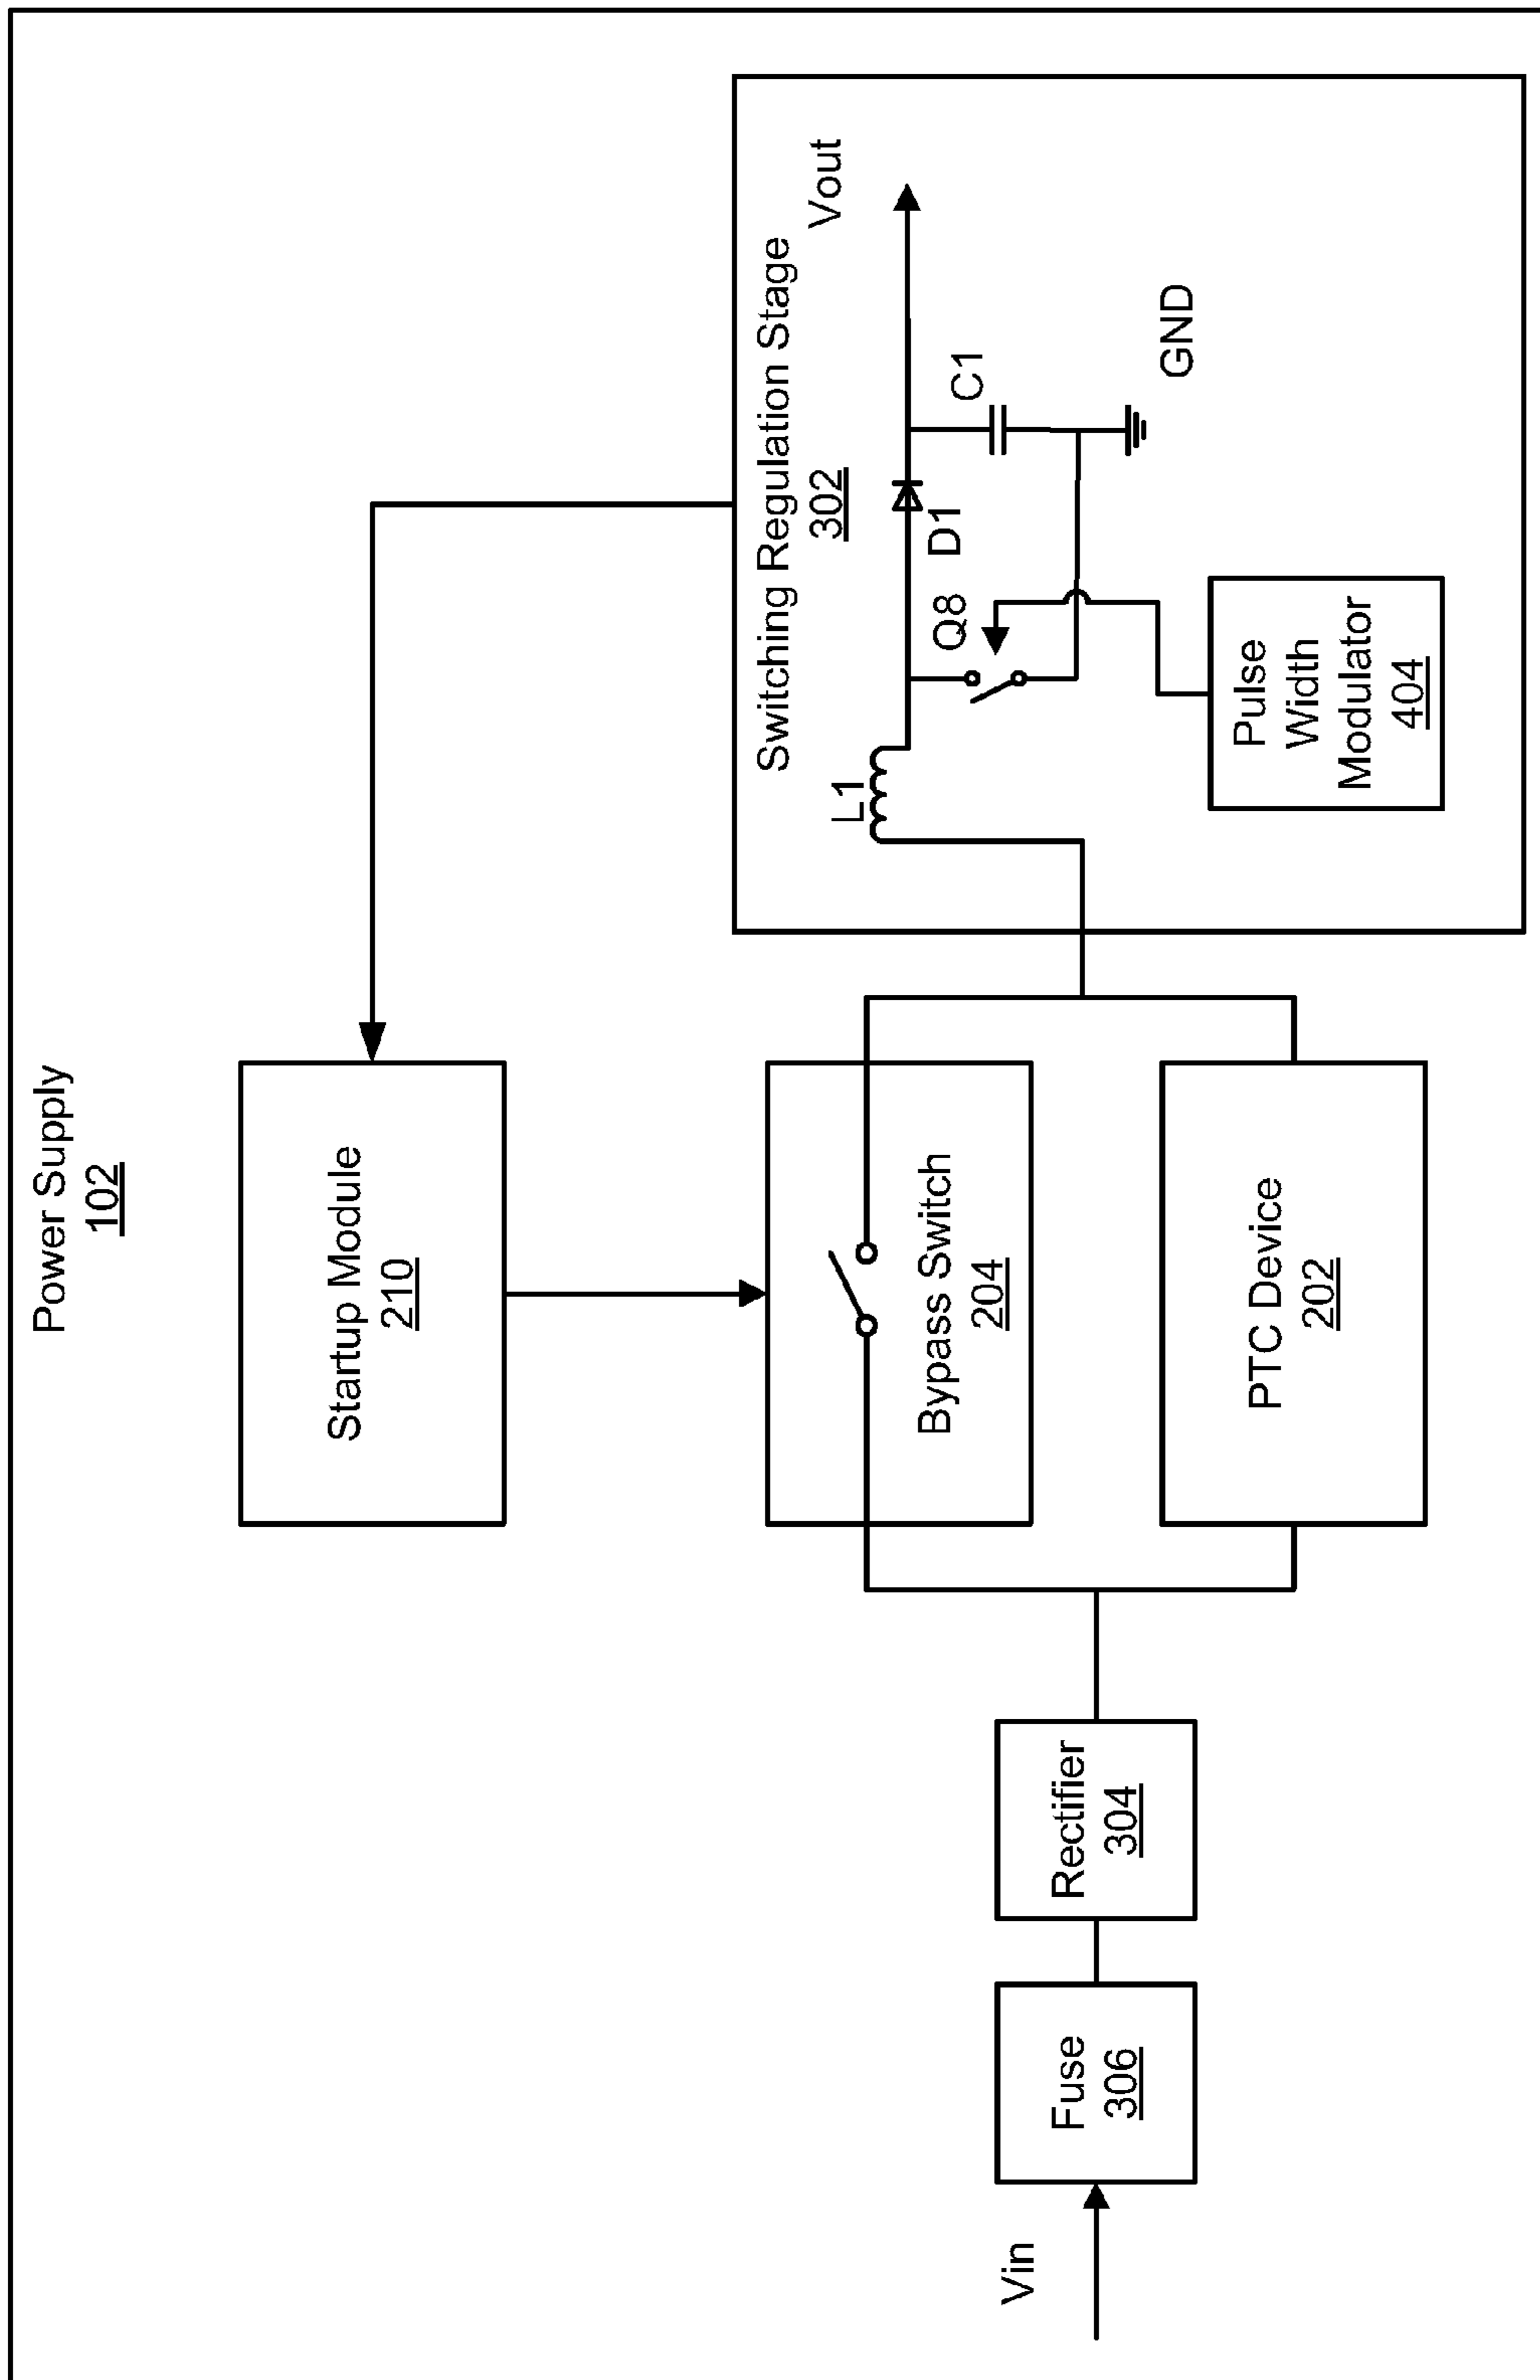 Power Supply
102
Startup Module
210
Switching Regulation Stage
302
Vout
L1
Q8
D1
C1
GND
Pulse
Width
Modulator
404
Bypass Switch
204
PTC Device
202
Rectifier
304
Fuse
306
Vin